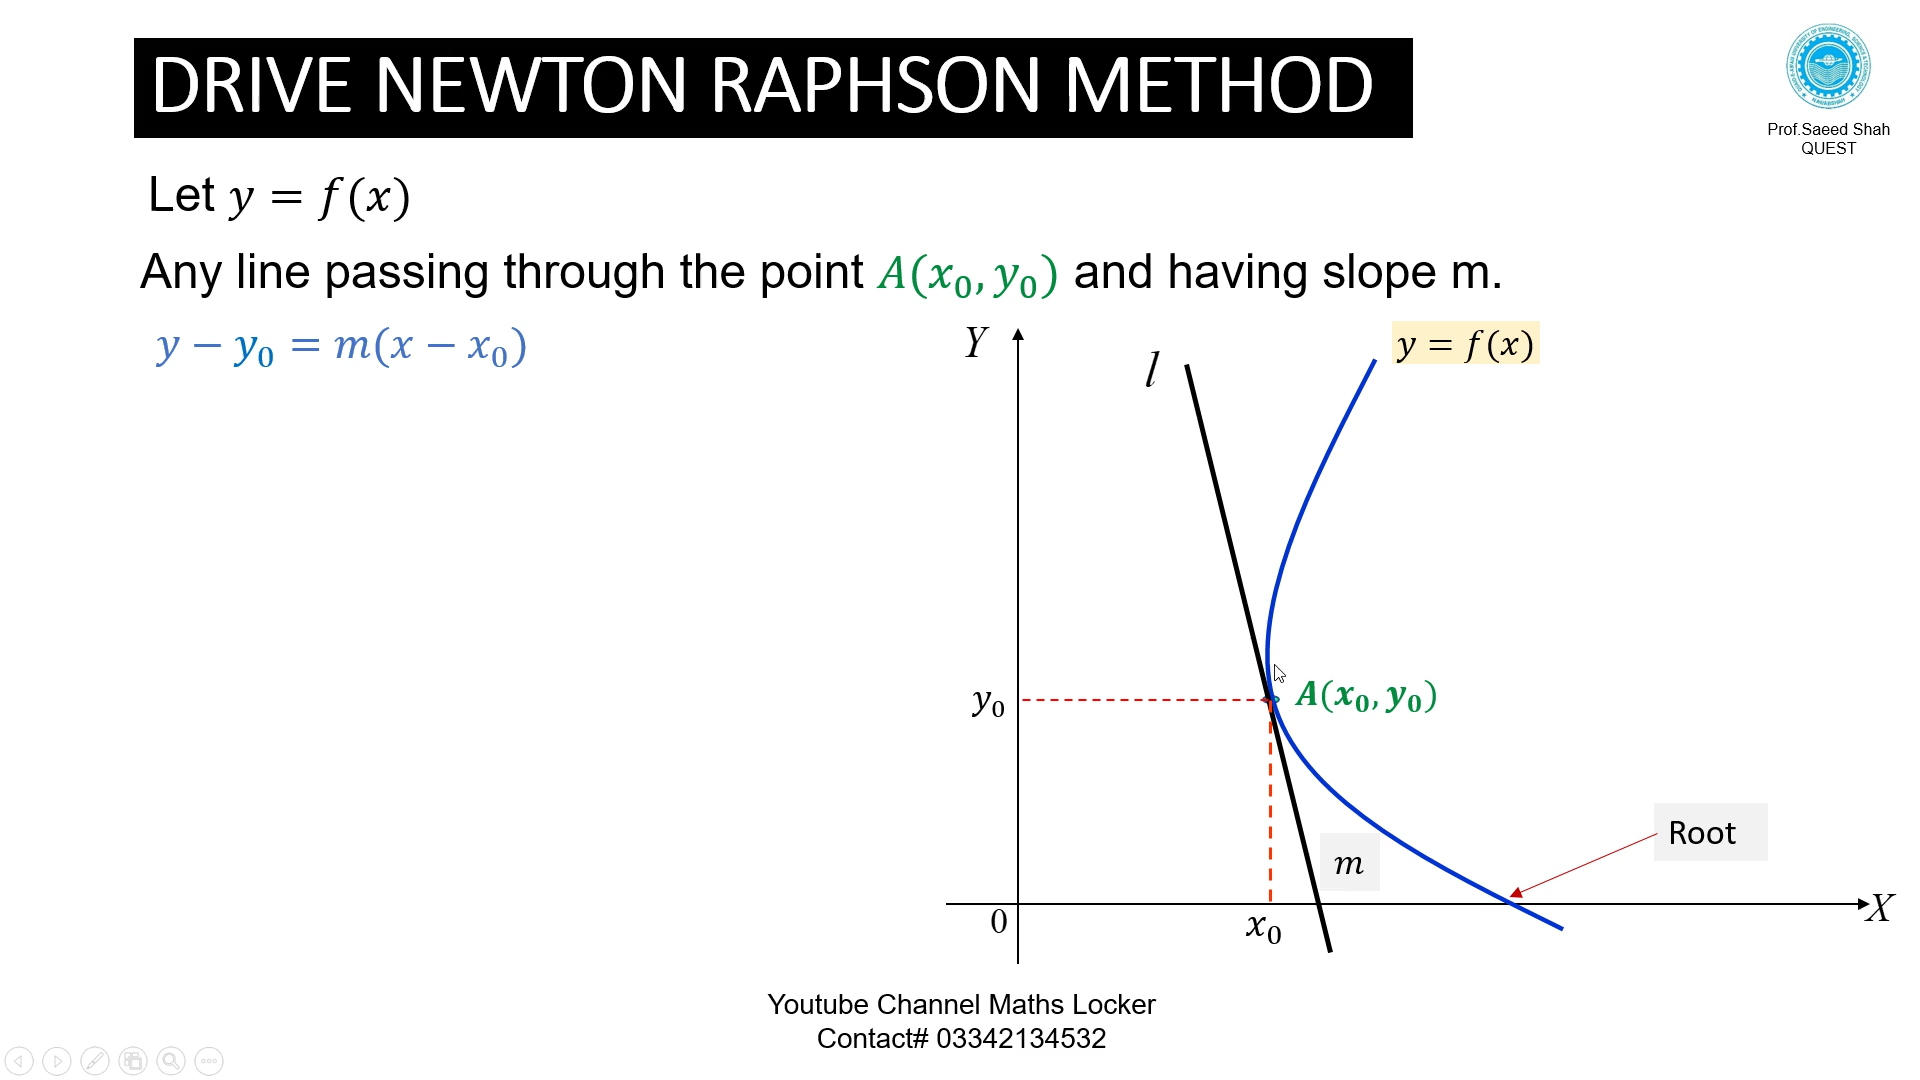 DRIVE NEWTON RAPHSON METHOD
Prof.Saeed Shah
QUEST
Let y = f(x)
Any line passing through the point A(x₀, y₀) and having slope m.
y − y₀ = m(x − x₀)
Y
l
y = f(x)
y₀
A(x₀, y₀)
Root
m
0
x₀
X
Youtube Channel Maths Locker
Contact# 03342134532